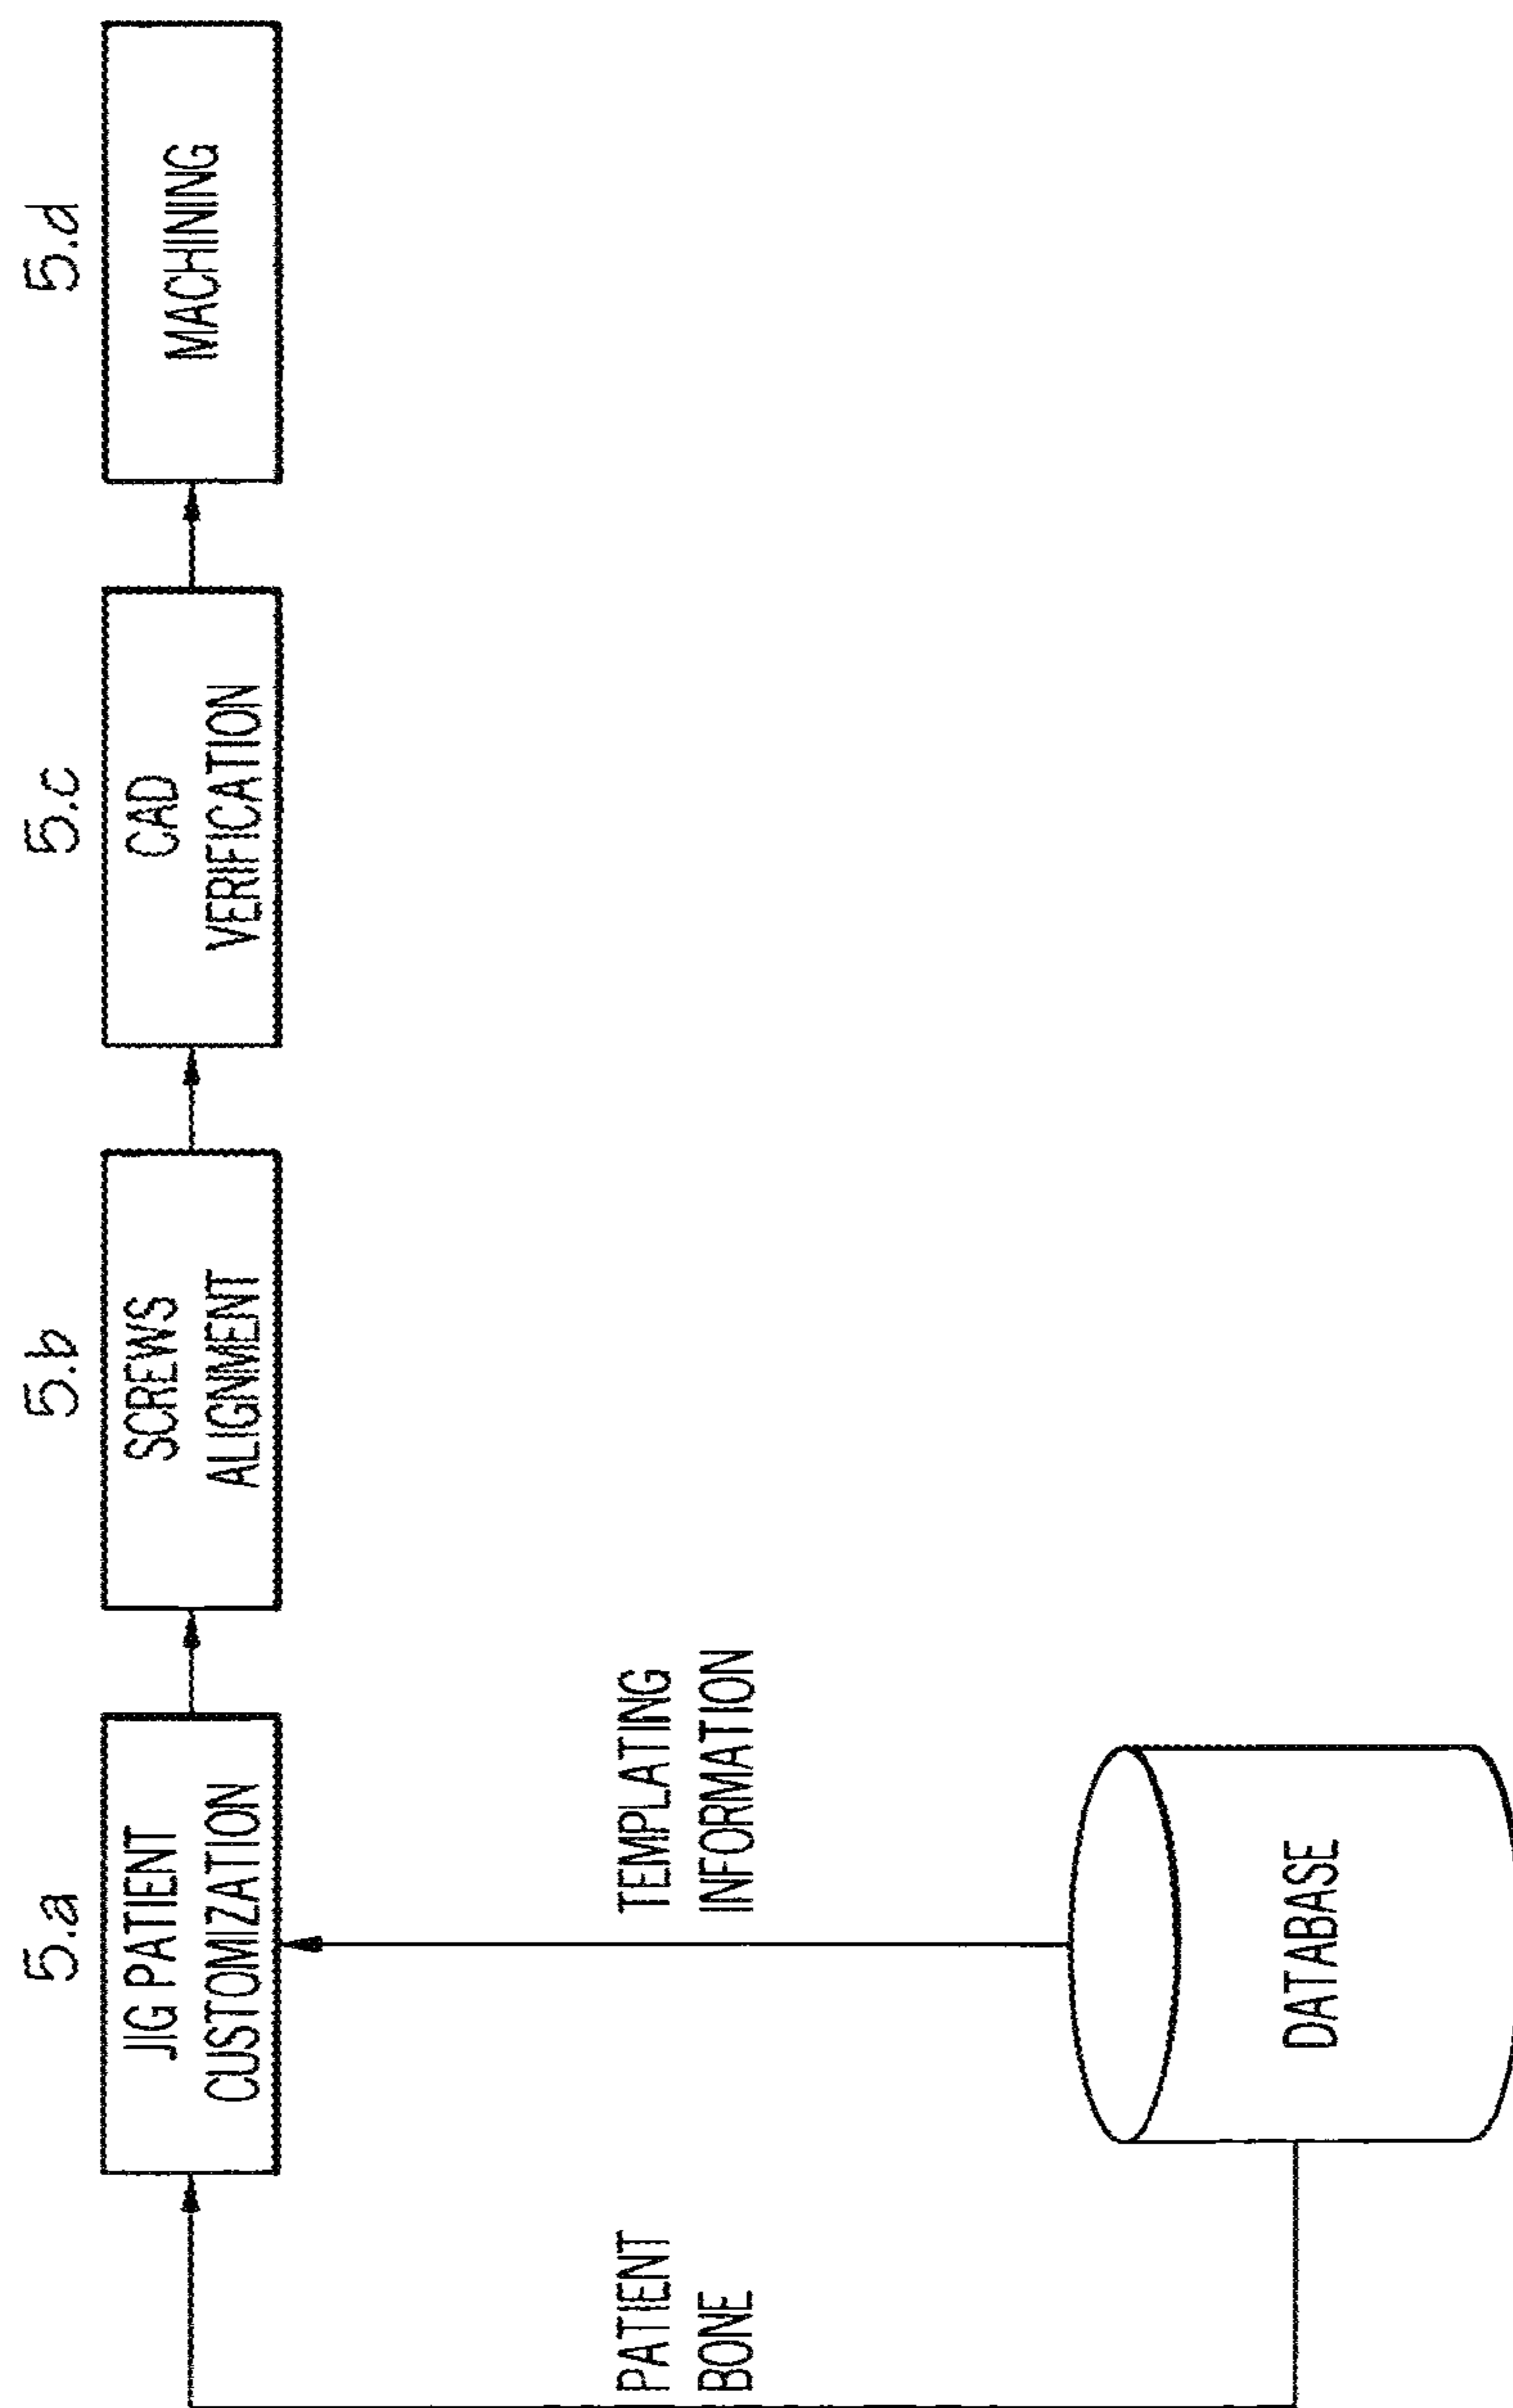 5.a
JIG PATIENT
CUSTOMIZATION
5.b
SCREWS
ALIGNMENT
5.c
CAD
VERIFICATION
5.d
MACHINING
PATIENT
BONE
TEMPLATING
INFORMATION
DATABASE